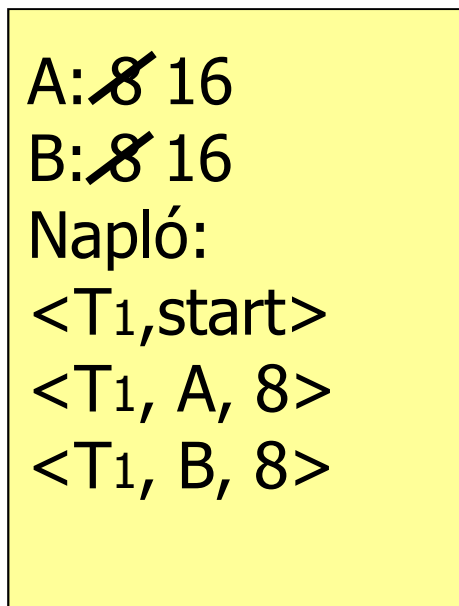 A: 8 16
B: 8 16
Napló:
<T1,start>
<T1, A, 8>
<T1, B, 8>